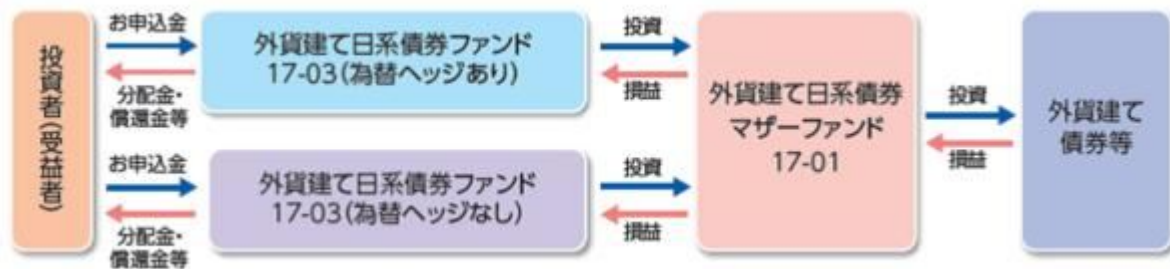 投資者(受益者)
お申込金
分配金・
償還金等
外貨建て日系債券ファンド
17-03(為替ヘッジあり)
投資
損益
お申込金
分配金・
償還金等
外貨建て日系債券ファンド
17-03(為替ヘッジなし)
投資
損益
外貨建て日系債券
マザーファンド
17-01
投資
損益
外貨建て
債券等